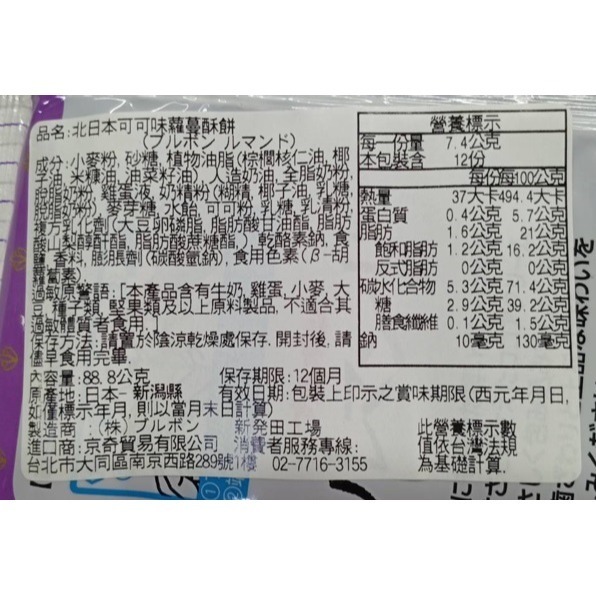 品名:北日本可可味蘿蔓酥餅
(ブルボン ルマンド)
成分:小麥粉, 砂糖, 植物油脂(棕櫚核仁油, 椰
油, 米糠油, 油菜籽油), 人造奶油, 全脂奶粉,
脫脂奶粉, 麥芽糖, 水飴, 可可粉, 乳糖, 乳清粉,
複方乳化劑(大豆卵磷脂, 脂肪酸甘油酯, 脂肪
酸山梨醇酐酯, 脂肪酸蔗糖酯,), 乾酪素鈉, 食
鹽, 香料, 膨脹劑(碳酸氫鈉), 食用色素(β-胡
蘿蔔素).
過敏原警語:[本產品含有牛奶, 雞蛋, 小麥, 大
豆, 種子類, 堅果類及以上原料製品, 不適合其
過敏體質者食用.]
保存方法:請置於陰涼乾燥處保存, 開封後, 請
儘早食用完畢.
內容量:88.8公克 保存期限:12個月
原產地:日本-新潟縣 有效日期:包裝上印示之賞味期限(西元年月日,
如僅標示年月, 則以當月末日計算)
製造商:(株)ブルボン 新発田工場
進口商:京奇貿易有限公司 消費者服務專線:
台北市大同區南京西路289號1樓 02-7716-3155
營養標示
每一份量 7.4公克
本包裝含 12份
每份 每100公克
熱量 37大卡 494.4大卡
蛋白質 0.4公克 5.7公克
脂肪 1.6公克 21公克
飽和脂肪 1.2公克 16.2公克
反式脂肪 0公克 0公克
碳水化合物 5.3公克 71.4公克
糖 2.9公克 39.2公克
膳食纖維 0.1公克 1.5公克
鈉 10毫克 130毫克
此營養標示數
值依台灣法規
為基礎計算.